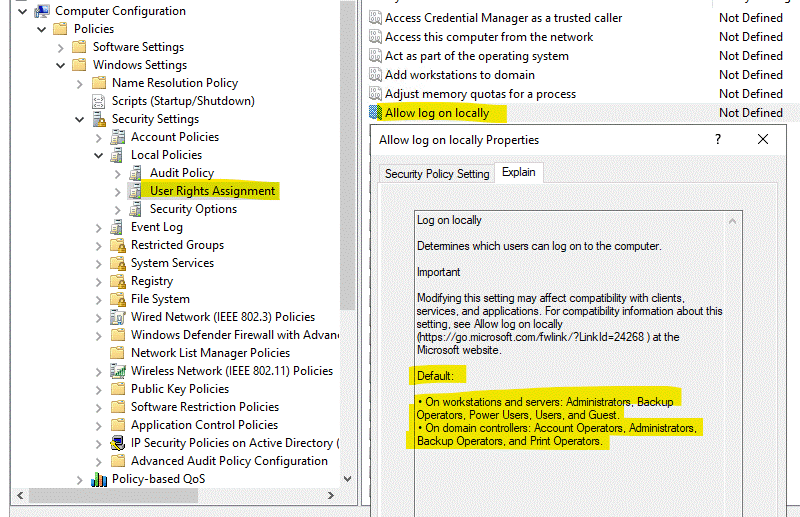 Computer Configuration
Policies
Software Settings
Windows Settings
Name Resolution Policy
Scripts (Startup/Shutdown)
Security Settings
Account Policies
Local Policies
Audit Policy
User Rights Assignment
Security Options
Event Log
Restricted Groups
System Services
Registry
File System
Wired Network (IEEE 802.3) Policies
Windows Defender Firewall with Advanc
Network List Manager Policies
Wireless Network (IEEE 802.11) Policies
Public Key Policies
Software Restriction Policies
Application Control Policies
IP Security Policies on Active Directory (
Advanced Audit Policy Configuration
Policy-based QoS
Access Credential Manager as a trusted caller Not Defined
Access this computer from the network Not Defined
Act as part of the operating system Not Defined
Add workstations to domain Not Defined
Adjust memory quotas for a process Not Defined
Allow log on locally Not Defined
Allow log on locally Properties ?
Security Policy Setting Explain
Log on locally
Determines which users can log on to the computer.
Important
Modifying this setting may affect compatibility with clients,
services, and applications. For compatibility information about this
setting, see Allow log on locally
(https://go.microsoft.com/fwlink/?LinkId=24268 ) at the
Microsoft website.
Default:
• On workstations and servers: Administrators, Backup
Operators, Power Users, Users, and Guest.
• On domain controllers: Account Operators, Administrators,
Backup Operators, and Print Operators.